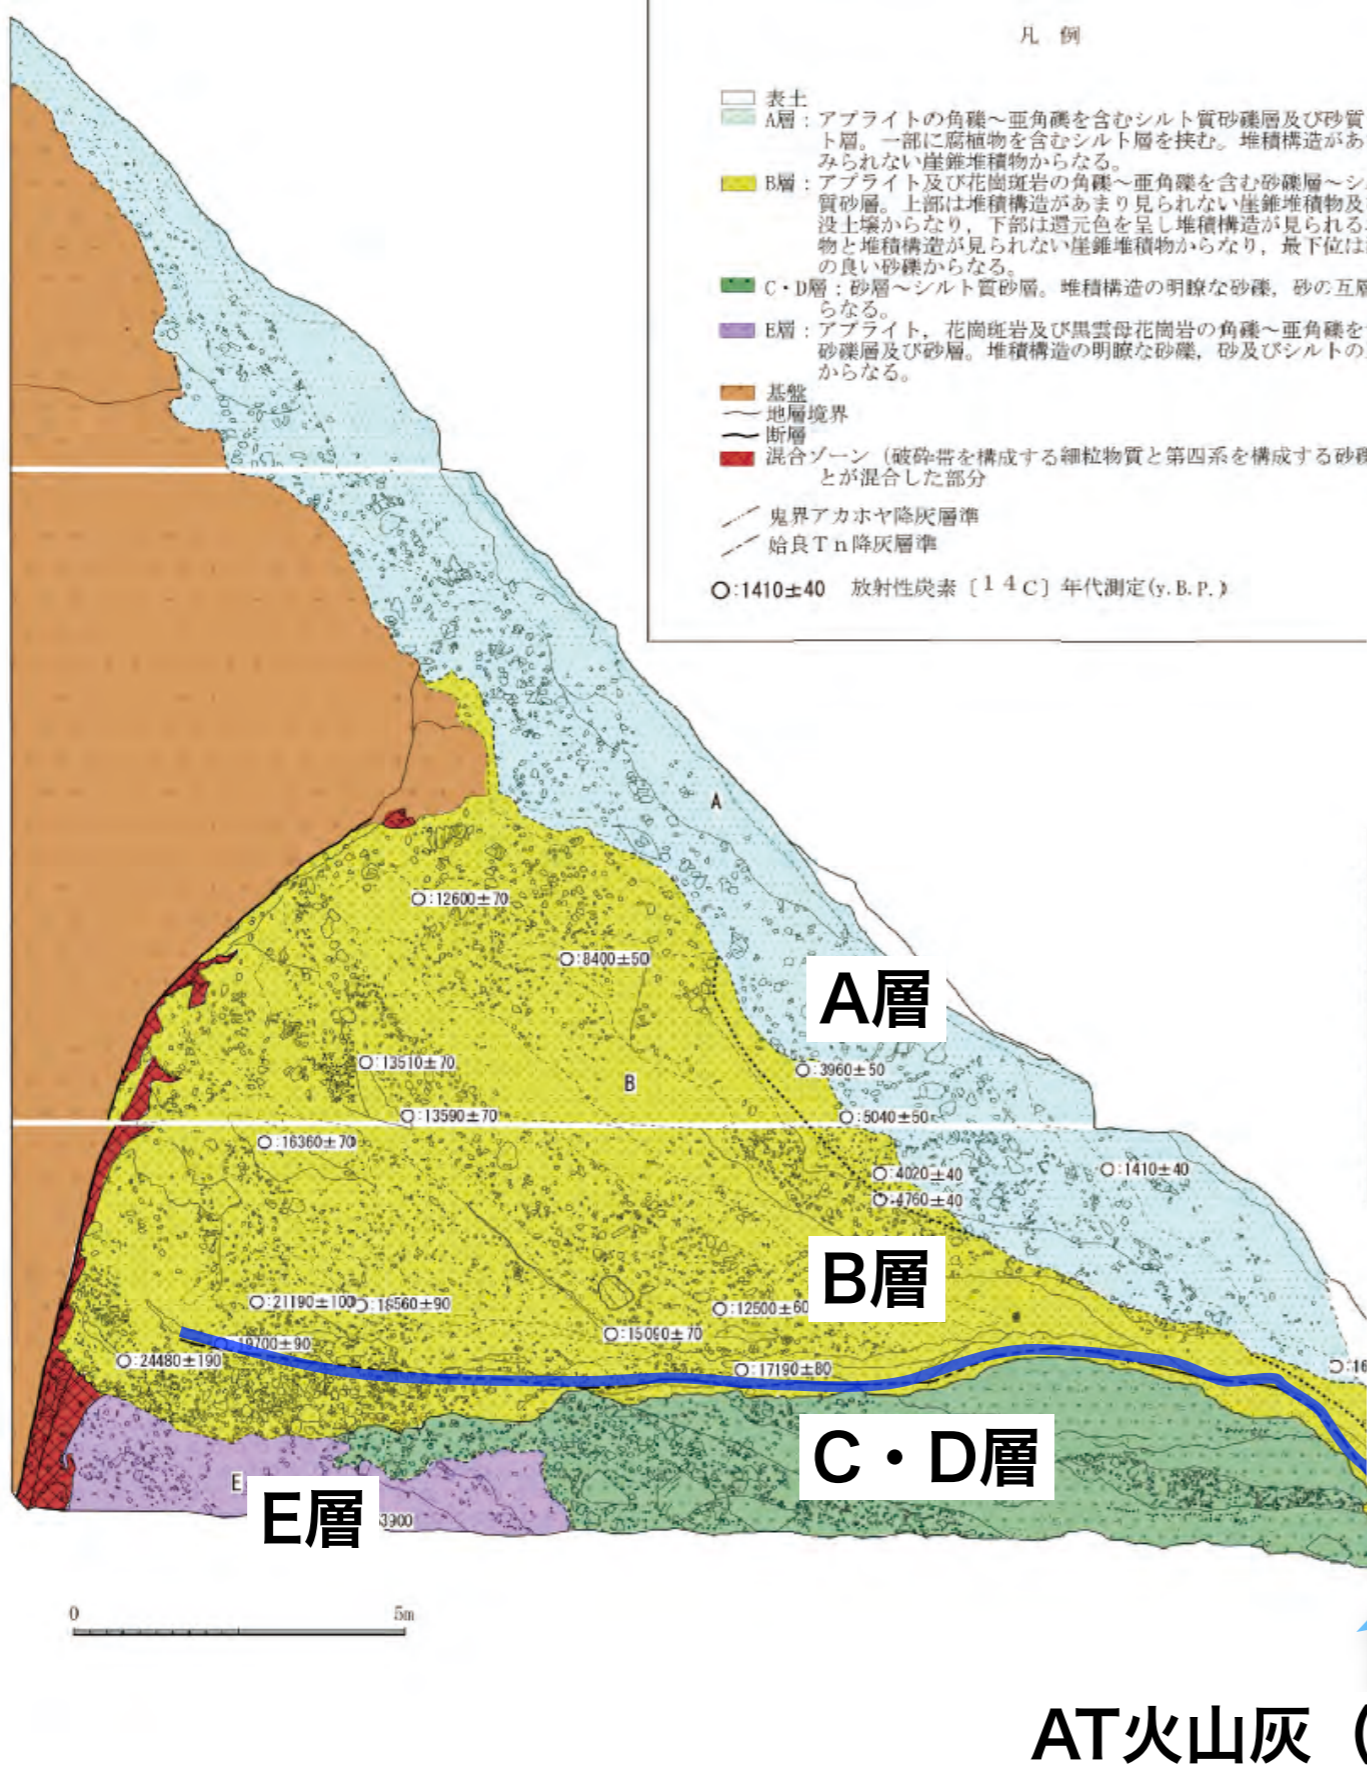 凡 例
表土
A層：アプライトの角礫～亜角礫を含むシルト質砂礫層及び砂質
ト層。一部に腐植物を含むシルト層を挟む。堆積構造があ
みられない崖錐堆積物からなる。
B層：アプライト及び花崗斑岩の角礫～亜角礫を含む砂礫層～シ
質砂層。上部は堆積構造があまり見られない崖錐堆積物及
没土壌からなり，下部は還元色を呈し堆積構造が見られる
物と堆積構造が見られない崖錐堆積物からなり，最下位は
の良い砂礫からなる。
C・D層：砂層～シルト質砂層。堆積構造の明瞭な砂礫，砂の互層
らなる。
E層：アプライト，花崗斑岩及び黒雲母花崗岩の角礫～亜角礫を
砂礫層及び砂層。堆積構造の明瞭な砂礫，砂及びシルトの
からなる。
基盤
地層境界
断層
混合ゾーン（破砕帯を構成する細粒物質と第四系を構成する砂礫
とが混合した部分
鬼界アカホヤ降灰層準
姶良Ｔｎ降灰層準
○:1410±40 放射性炭素〔１４Ｃ〕年代測定(y.B.P.)
A
○:12600±70
○:8400±50
A層
○:13510±70
○:3960±50
B
○:13590±70
○:5040±50
○:16360±70
○:4020±40
○:1410±40
○:4760±40
B層
○:21190±100
○:18560±90
○:12500±60
○:15090±70
19700±90
○:24480±190
○:17190±80
○:16
C・D層
E
E層
3900
0 5m
AT火山灰（